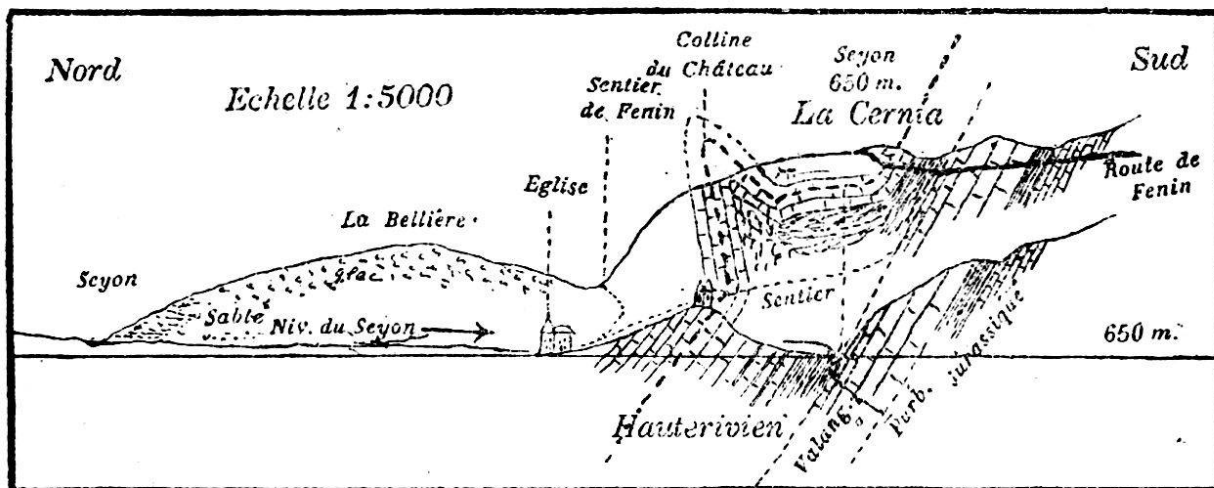 Nord
Echelle 1:5000
Colline
du Château
Sentier
de Fenin
Seyon
650 m.
Sud
La Cernia
Route de
Fenin
Eglise
La Bellière
Seyon
glac
Sable
Niv. du Seyon
Sentier
650 m.
Hauterivien
Valang.
Purb.
jurassique